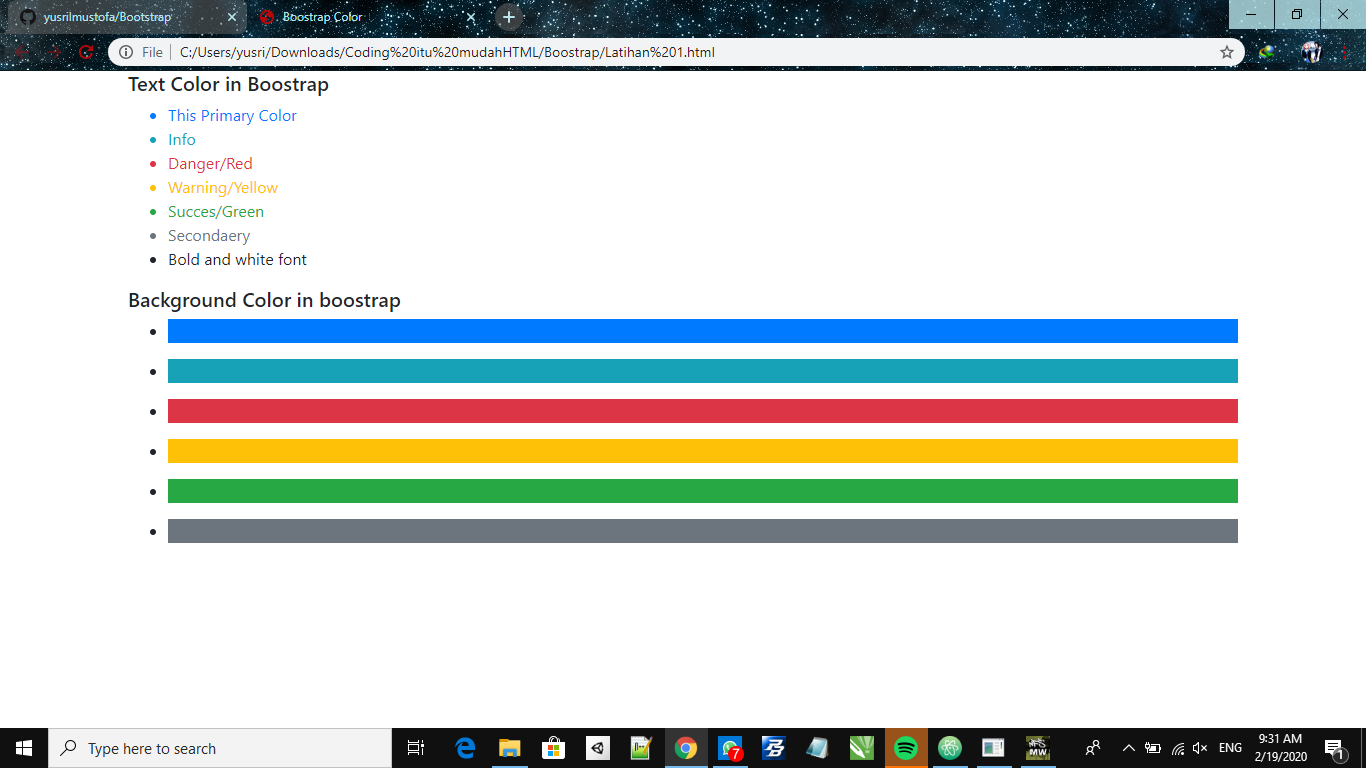 yusrilmustofa/Bootstrap
Boostrap Color
File
C:/Users/yusri/Downloads/Coding%20itu%20mudahHTML/Boostrap/Latihan%201.html
Text Color in Boostrap
This Primary Color
Info
Danger/Red
Warning/Yellow
Succes/Green
Secondaery
Bold and white font
Background Color in boostrap
Type here to search
7
MW
ENG
9:31 AM
2/19/2020
1